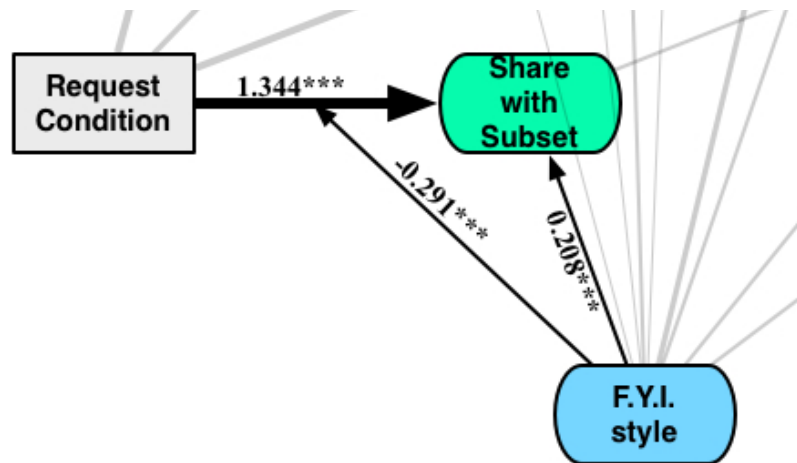 Request
Condition
1.344***
Share
with
Subset
-0.291***
0.208***
F.Y.I.
style